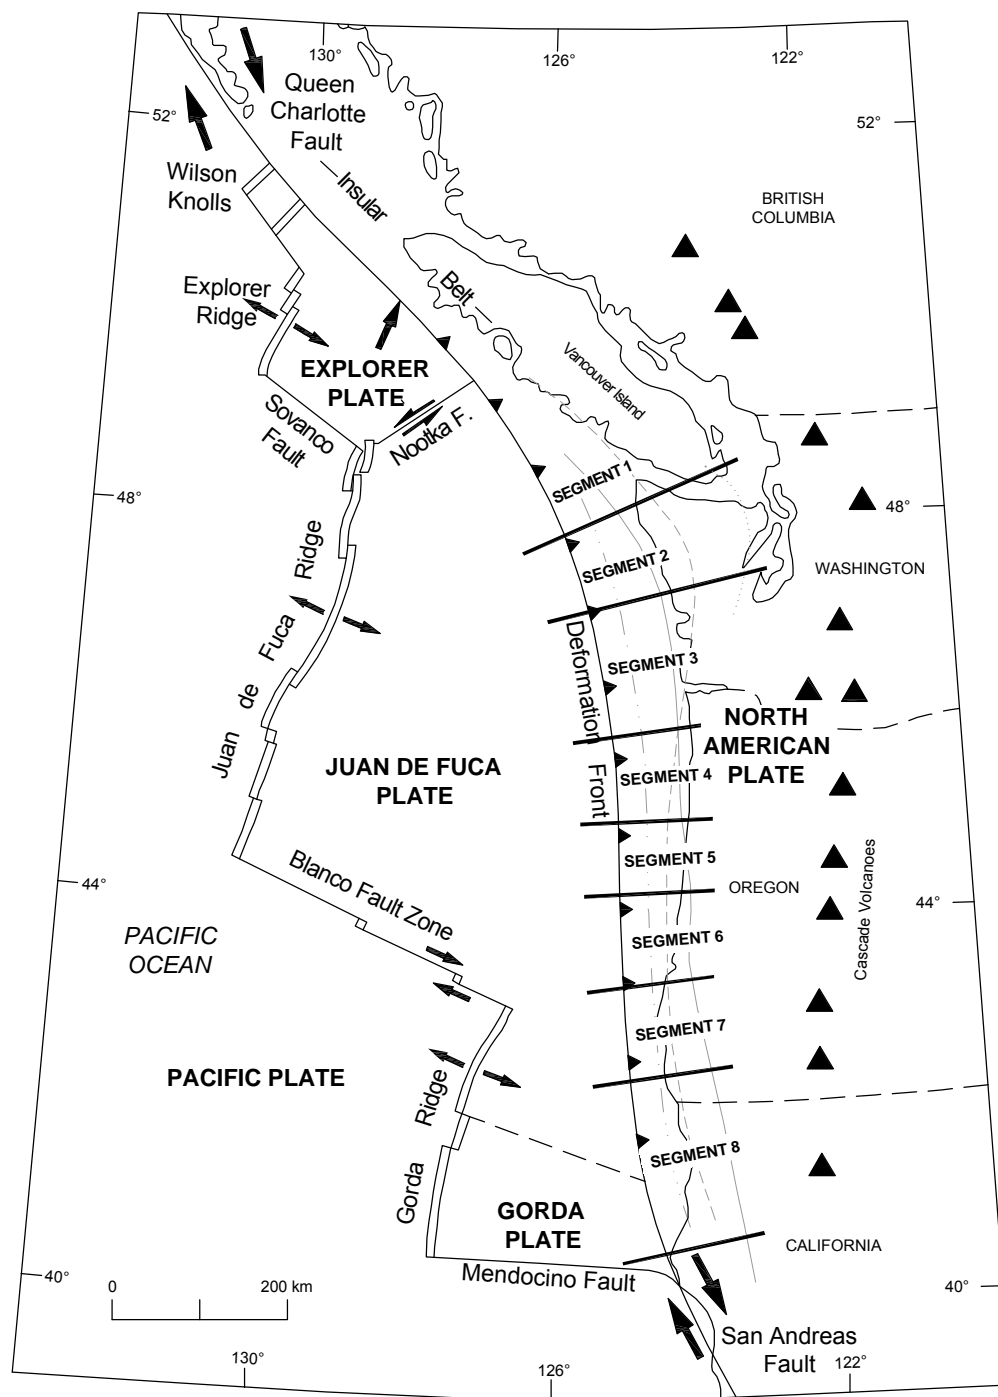 130°
126°
122°
52°
52°
Queen
Charlotte
Fault
Wilson
Knolls
Insular
Belt
BRITISH
COLUMBIA
Explorer
Ridge
EXPLORER
PLATE
Vancouver Island
Sovanco
Fault
Nootka F.
SEGMENT 1
48°
48°
SEGMENT 2
WASHINGTON
Juan de Fuca Ridge
Deformation Front
SEGMENT 3
NORTH
AMERICAN
PLATE
JUAN DE FUCA
PLATE
SEGMENT 4
SEGMENT 5
OREGON
Cascade Volcanoes
44°
44°
Blanco Fault Zone
PACIFIC
OCEAN
SEGMENT 6
SEGMENT 7
PACIFIC PLATE
Gorda Ridge
SEGMENT 8
GORDA
PLATE
CALIFORNIA
Mendocino Fault
40°
40°
0 200 km
San Andreas
Fault
130°
126°
122°